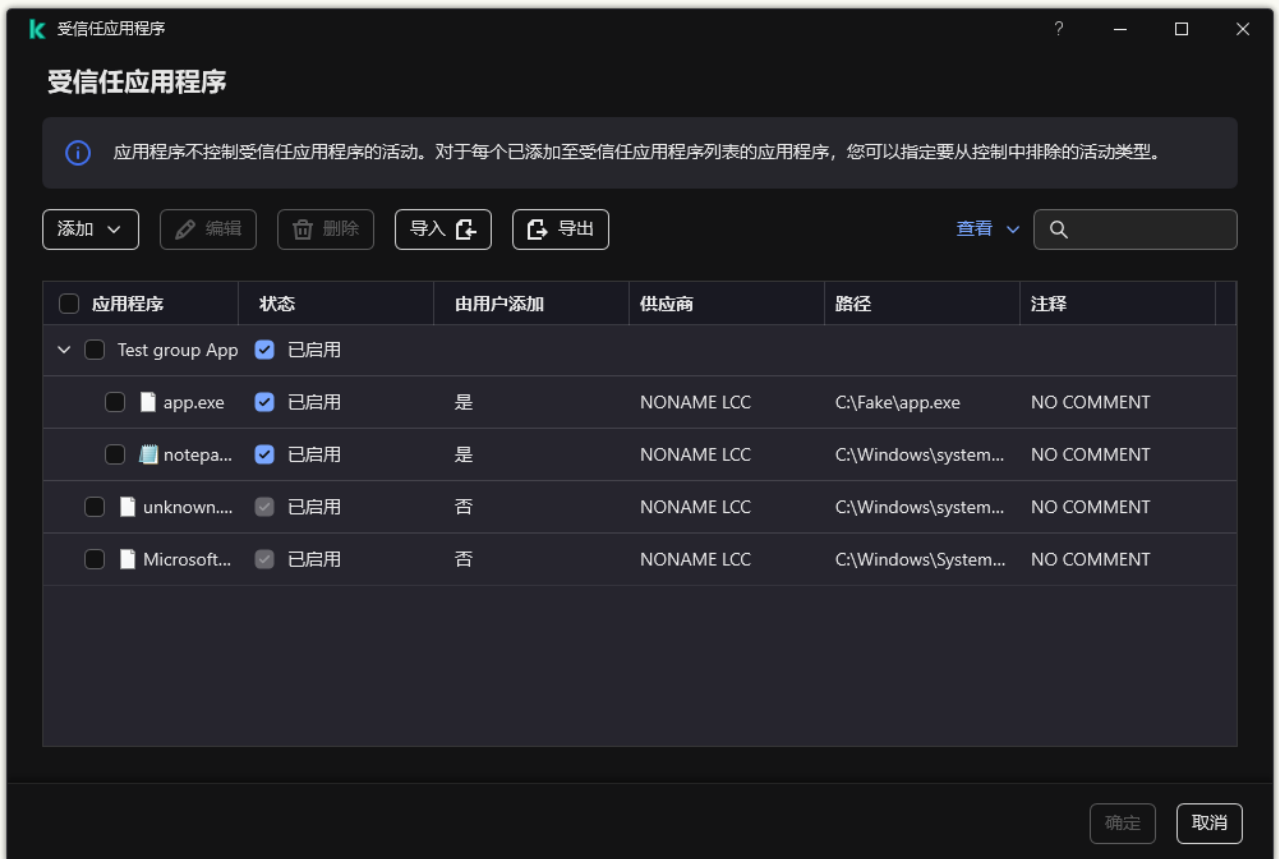 受信任应用程序
受信任应用程序
应用程序不控制受信任应用程序的活动。对于每个已添加至受信任应用程序列表的应用程序，您可以指定要从控制中排除的活动类型。
添加 编辑 删除 导入 导出 查看
应用程序 状态 由用户添加 供应商 路径 注释
Test group App 已启用
app.exe 已启用 是 NONAME LCC C:\Fake\app.exe NO COMMENT
notepa... 已启用 是 NONAME LCC C:\Windows\system... NO COMMENT
unknown.... 已启用 否 NONAME LCC C:\Windows\system... NO COMMENT
Microsoft... 已启用 否 NONAME LCC C:\Windows\System... NO COMMENT
确定 取消